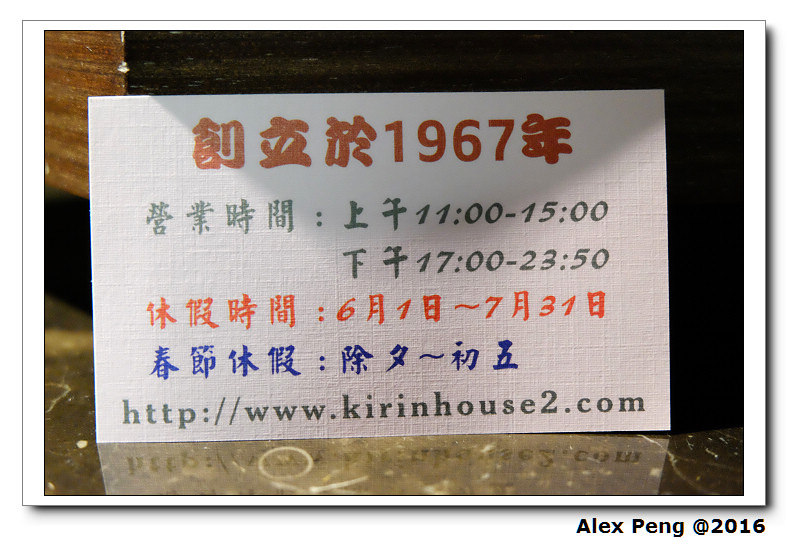 創立於1967年
營業時間：上午11:00-15:00
下午17:00-23:50
休假時間：6月1日～7月31日
春節休假：除夕～初五
http://www.kirinhouse2.com
Alex Peng @2016